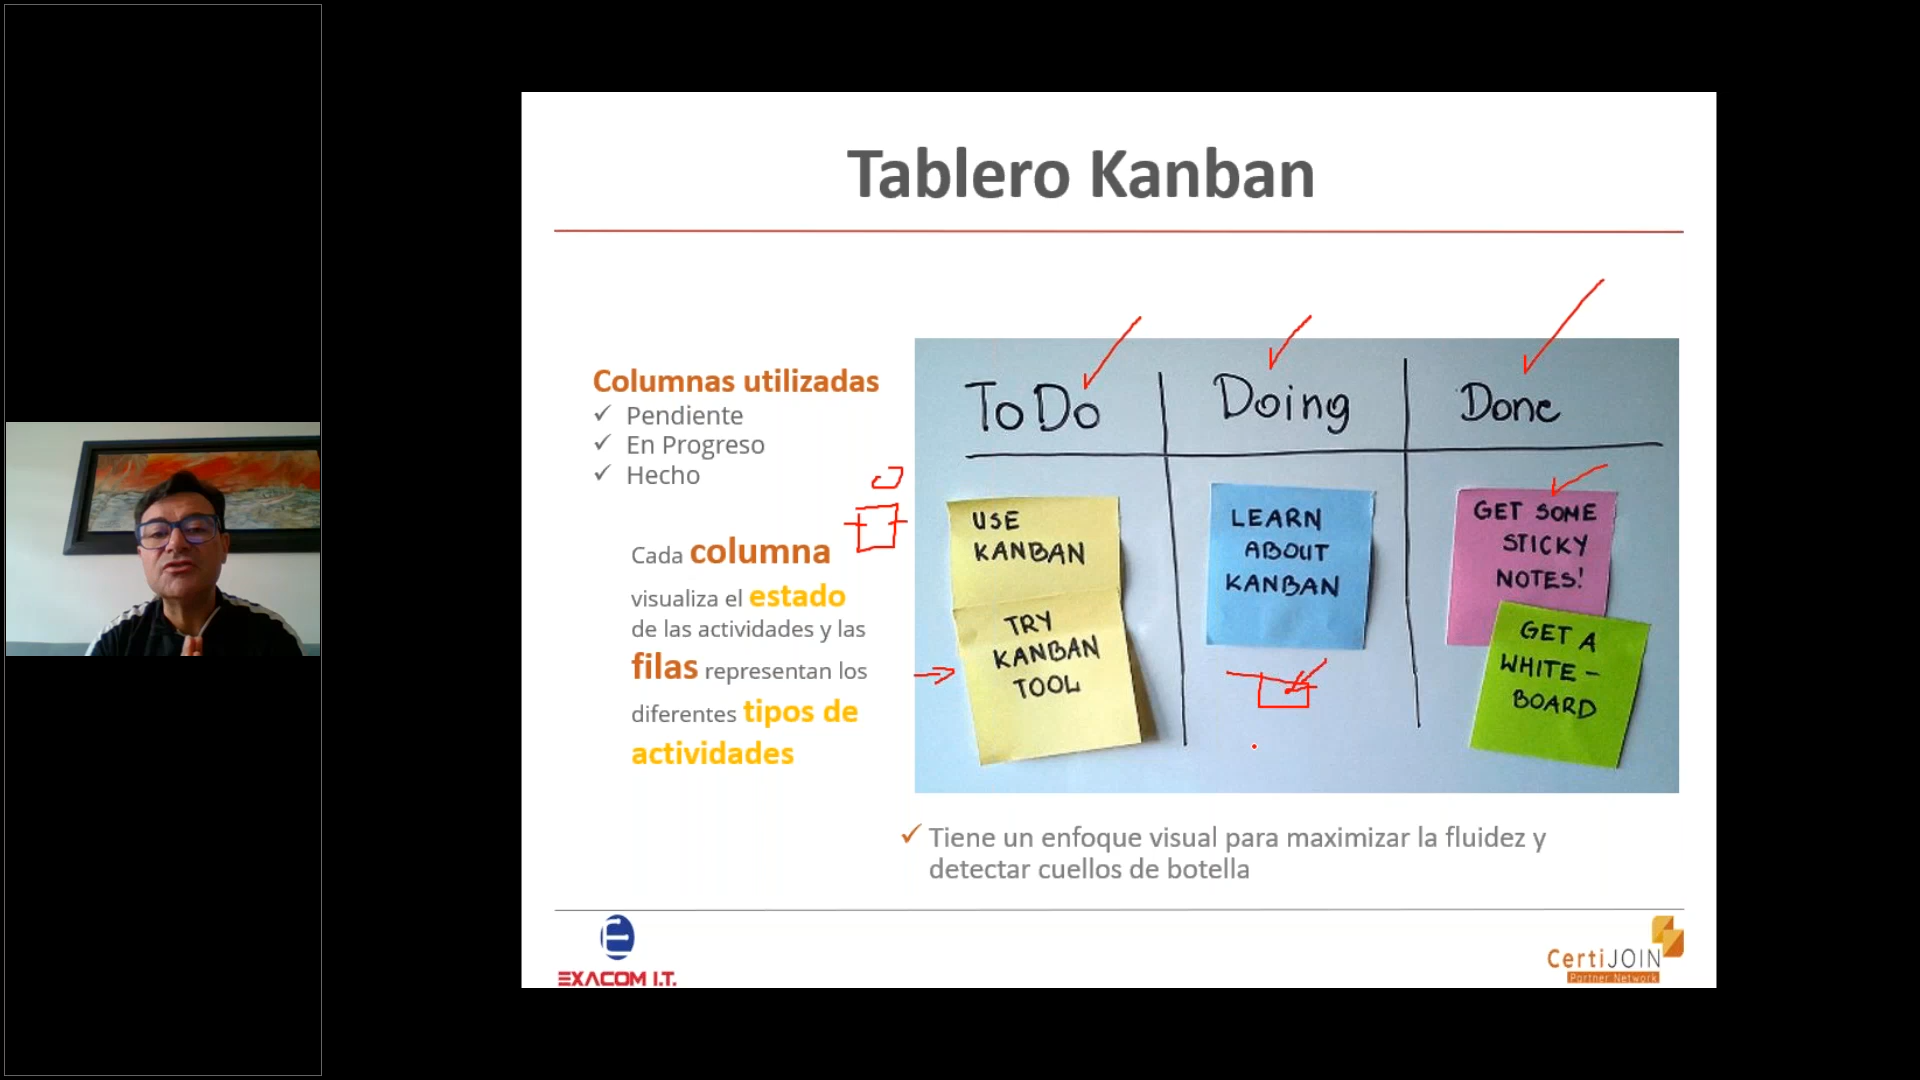 Tablero Kanban
Columnas utilizadas
✓ Pendiente
✓ En Progreso
✓ Hecho
Cada columna
visualiza el estado
de las actividades y las
filas representan los
diferentes tipos de
actividades
To Do
Doing
Done
USE
KANBAN
TRY
KANBAN
TOOL
LEARN
ABOUT
KANBAN
GET SOME
STICKY
NOTES!
GET A
WHITE-
BOARD
✓ Tiene un enfoque visual para maximizar la fluidez y
detectar cuellos de botella
EXACOM I.T.
CertiJOIN
Partner Network